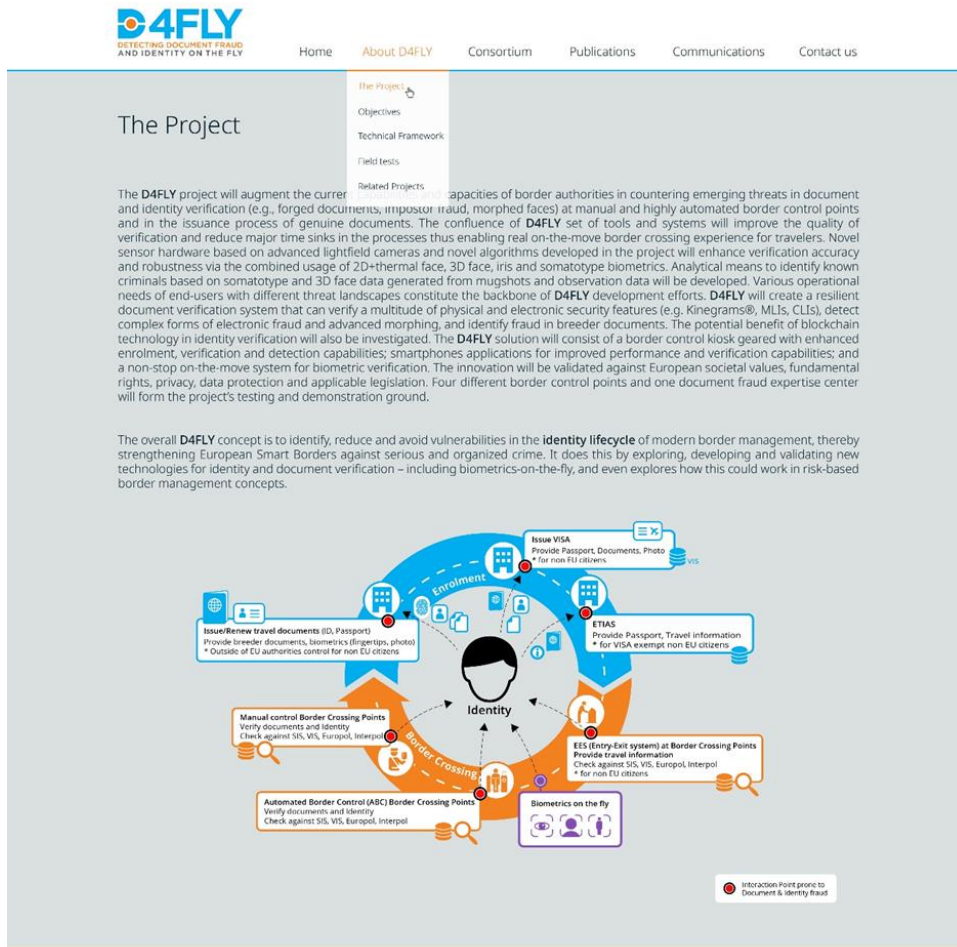 D4FLY
DETECTING DOCUMENT FRAUD
AND IDENTITY ON THE FLY
Home
About D4FLY
Consortium
Publications
Communications
Contact us
The Project
Objectives
Technical Framework
Field tests
Related Projects
The Project
The D4FLY project will augment the current capacities of border authorities in countering emerging threats in document
and identity verification (e.g., forged documents, impostor fraud, morphed faces) at manual and highly automated border control points
and in the issuance process of genuine documents. The confluence of D4FLY set of tools and systems will improve the quality of
verification and reduce major time sinks in the processes thus enabling real on-the-move border crossing experience for travelers. Novel
sensor hardware based on advanced lightfield cameras and novel algorithms developed in the project will enhance verification accuracy
and robustness via the combined usage of 2D+thermal face, 3D face, iris and somatotype biometrics. Analytical means to identify known
criminals based on somatotype and 3D face data generated from mugshots and observation data will be developed. Various operational
needs of end-users with different threat landscapes constitute the backbone of D4FLY development efforts. D4FLY will create a resilient
document verification system that can verify a multitude of physical and electronic security features (e.g. Kinegrams®, MLIs, CLIs), detect
complex forms of electronic fraud and advanced morphing, and identify fraud in breeder documents. The potential benefit of blockchain
technology in identity verification will also be investigated. The D4FLY solution will consist of a border control kiosk geared with enhanced
enrolment, verification and detection capabilities; smartphones applications for improved performance and verification capabilities; and
a non-stop on-the-move system for biometric verification. The innovation will be validated against European societal values, fundamental
rights, privacy, data protection and applicable legislation. Four different border control points and one document fraud expertise center
will form the project's testing and demonstration ground.
The overall D4FLY concept is to identify, reduce and avoid vulnerabilities in the identity lifecycle of modern border management, thereby
strengthening European Smart Borders against serious and organized crime. It does this by exploring, developing and validating new
technologies for identity and document verification – including biometrics-on-the-fly, and even explores how this could work in risk-based
border management concepts.
Issue VISA
Provide Passport, Documents, Photo
* for non EU citizens
VIS
Enrolment
Issue/Renew travel documents (ID, Passport)
Provide breeder documents, biometrics (fingertips, photo)
* Outside of EU authorities control for non EU citizens
ETIAS
Provide Passport, Travel information
* for VISA exempt non EU citizens
Identity
Manual control Border Crossing Points
Verify documents and Identity
Check against SIS, VIS, Europol, Interpol
Border Crossing
EES (Entry-Exit system) at Border Crossing Points
Provide travel information
Check against SIS, VIS, Europol, Interpol
* for non EU citizens
Automated Border Control (ABC) Border Crossing Points
Verify documents and Identity
Check against SIS, VIS, Europol, Interpol
Biometrics on the fly
Interaction Point prone to
Document & Identity fraud